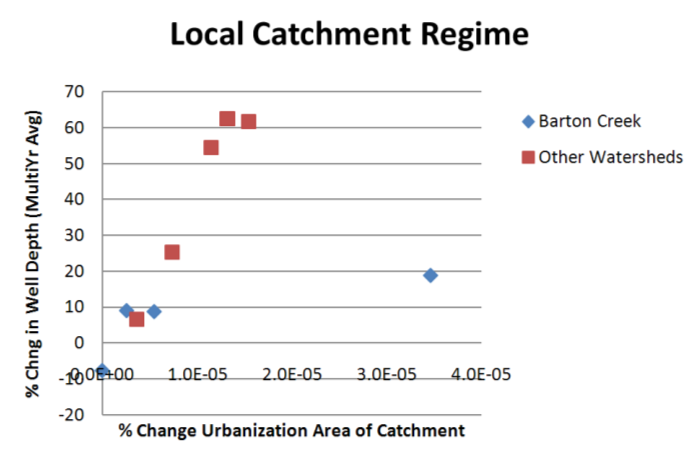 Local Catchment Regime
% Chng in Well Depth (MultiYr Avg)
70
60
50
40
30
20
10
0
-10
-20
0.0E+00 1.0E-05 2.0E-05 3.0E-05 4.0E-05
% Change Urbanization Area of Catchment
Barton Creek
Other Watersheds